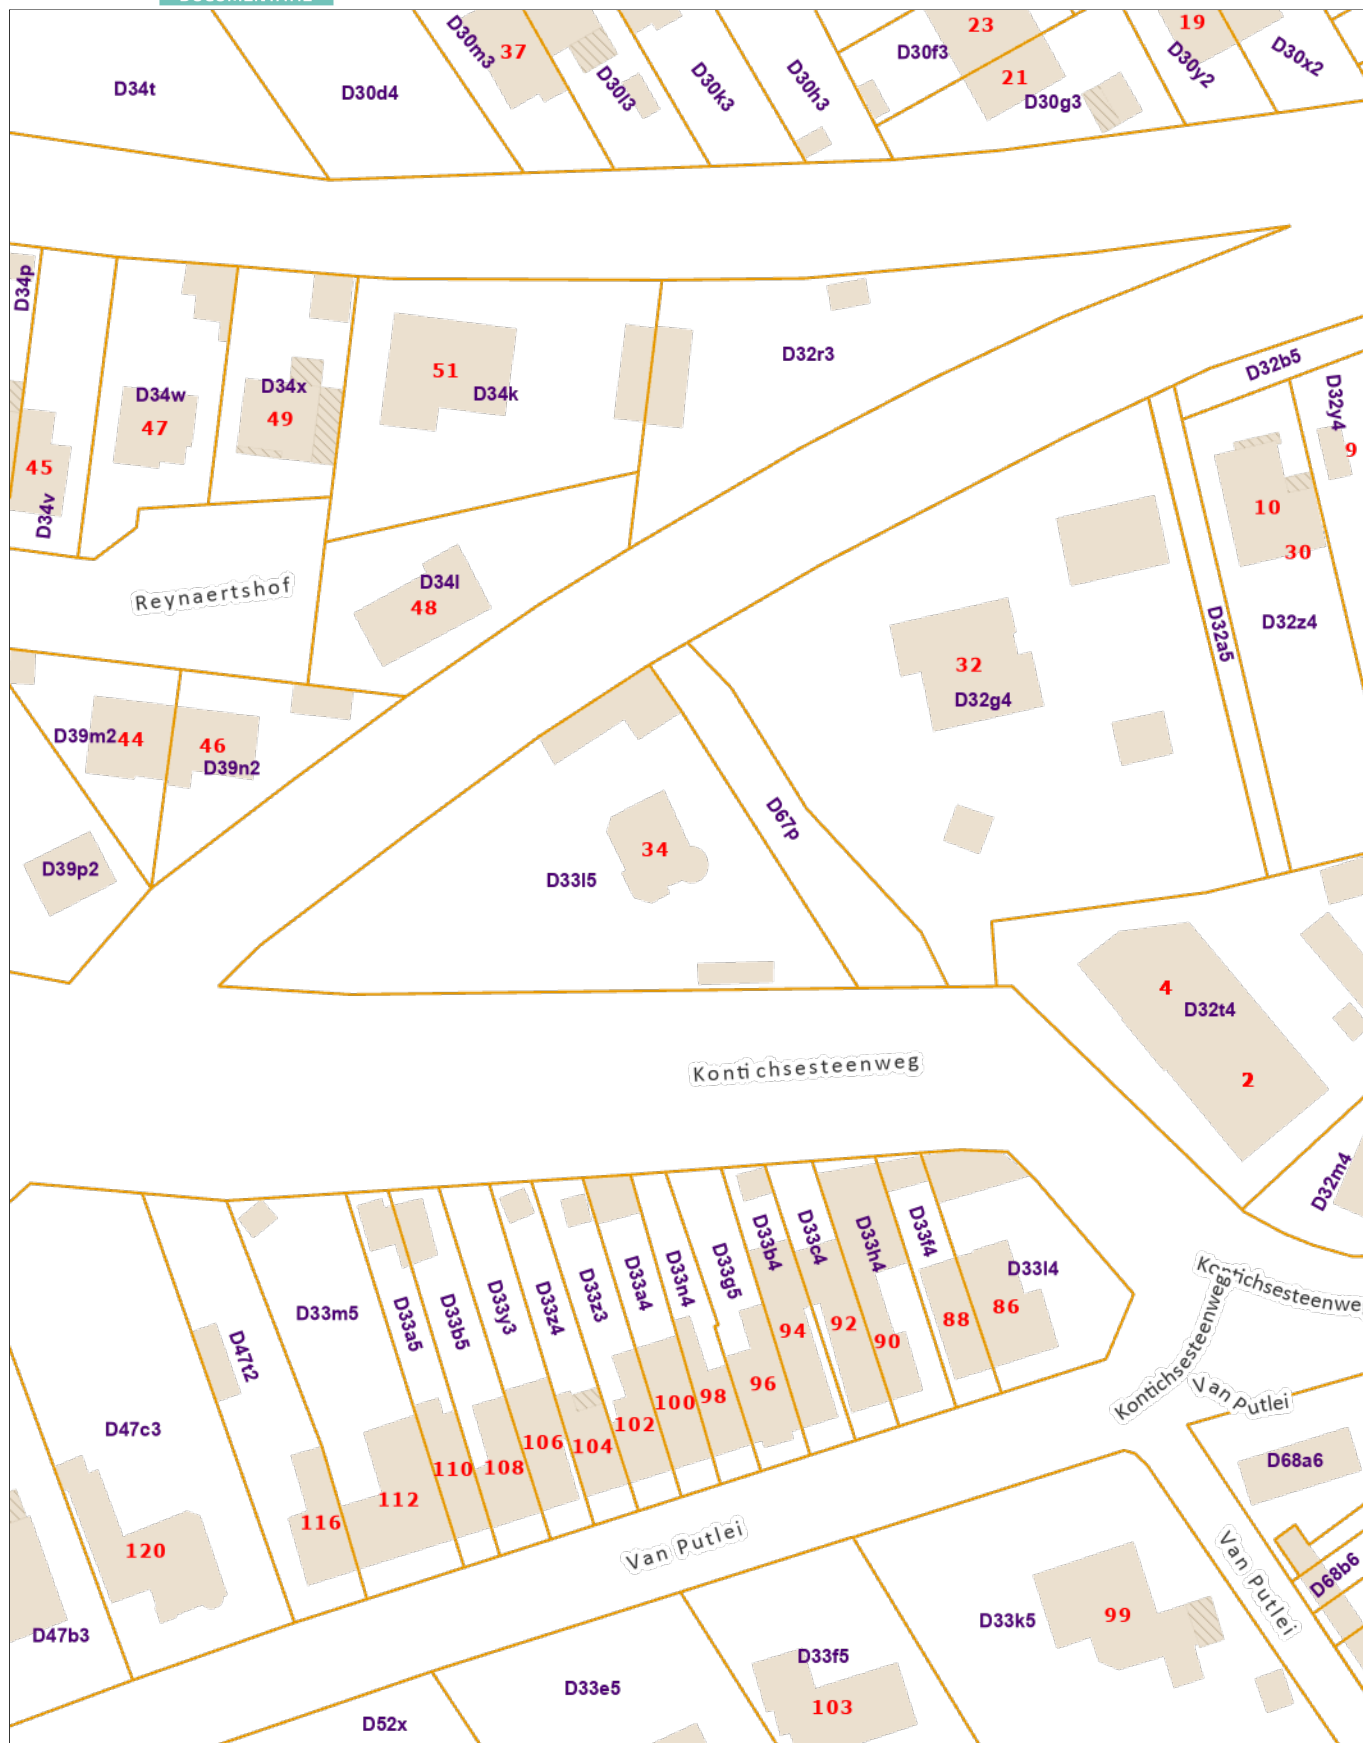 37
D30m3
D30l3
D30k3
D30h3
23
D30f3
21
D30g3
19
D30y2
D30x2
D34t
D30d4
D34p
D34w
47
D34x
49
51
D34k
D32r3
D32b5
D32y4
9
45
D34v
10
30
Reynaertshof
D34l
48
D32a5
D32z4
32
D32g4
D39m2
44
46
D39n2
D67p
34
D33l5
D39p2
4
D32t4
2
Kontichsesteenweg
D32m4
D33m5
D33a5
D33b5
D33y3
D33z4
D33z3
D33a4
D33n4
D33g5
D33b4
D33c4
D33h4
D33f4
D33l4
Kontichsesteenweg
Kontichsesteenweg
Van Putlei
D47t2
94
92
90
88
86
96
98
100
102
104
106
108
110
112
116
D47c3
120
D47b3
Van Putlei
D68a6
Van Putlei
D68b6
D33k5
99
D33f5
103
D33e5
D52x